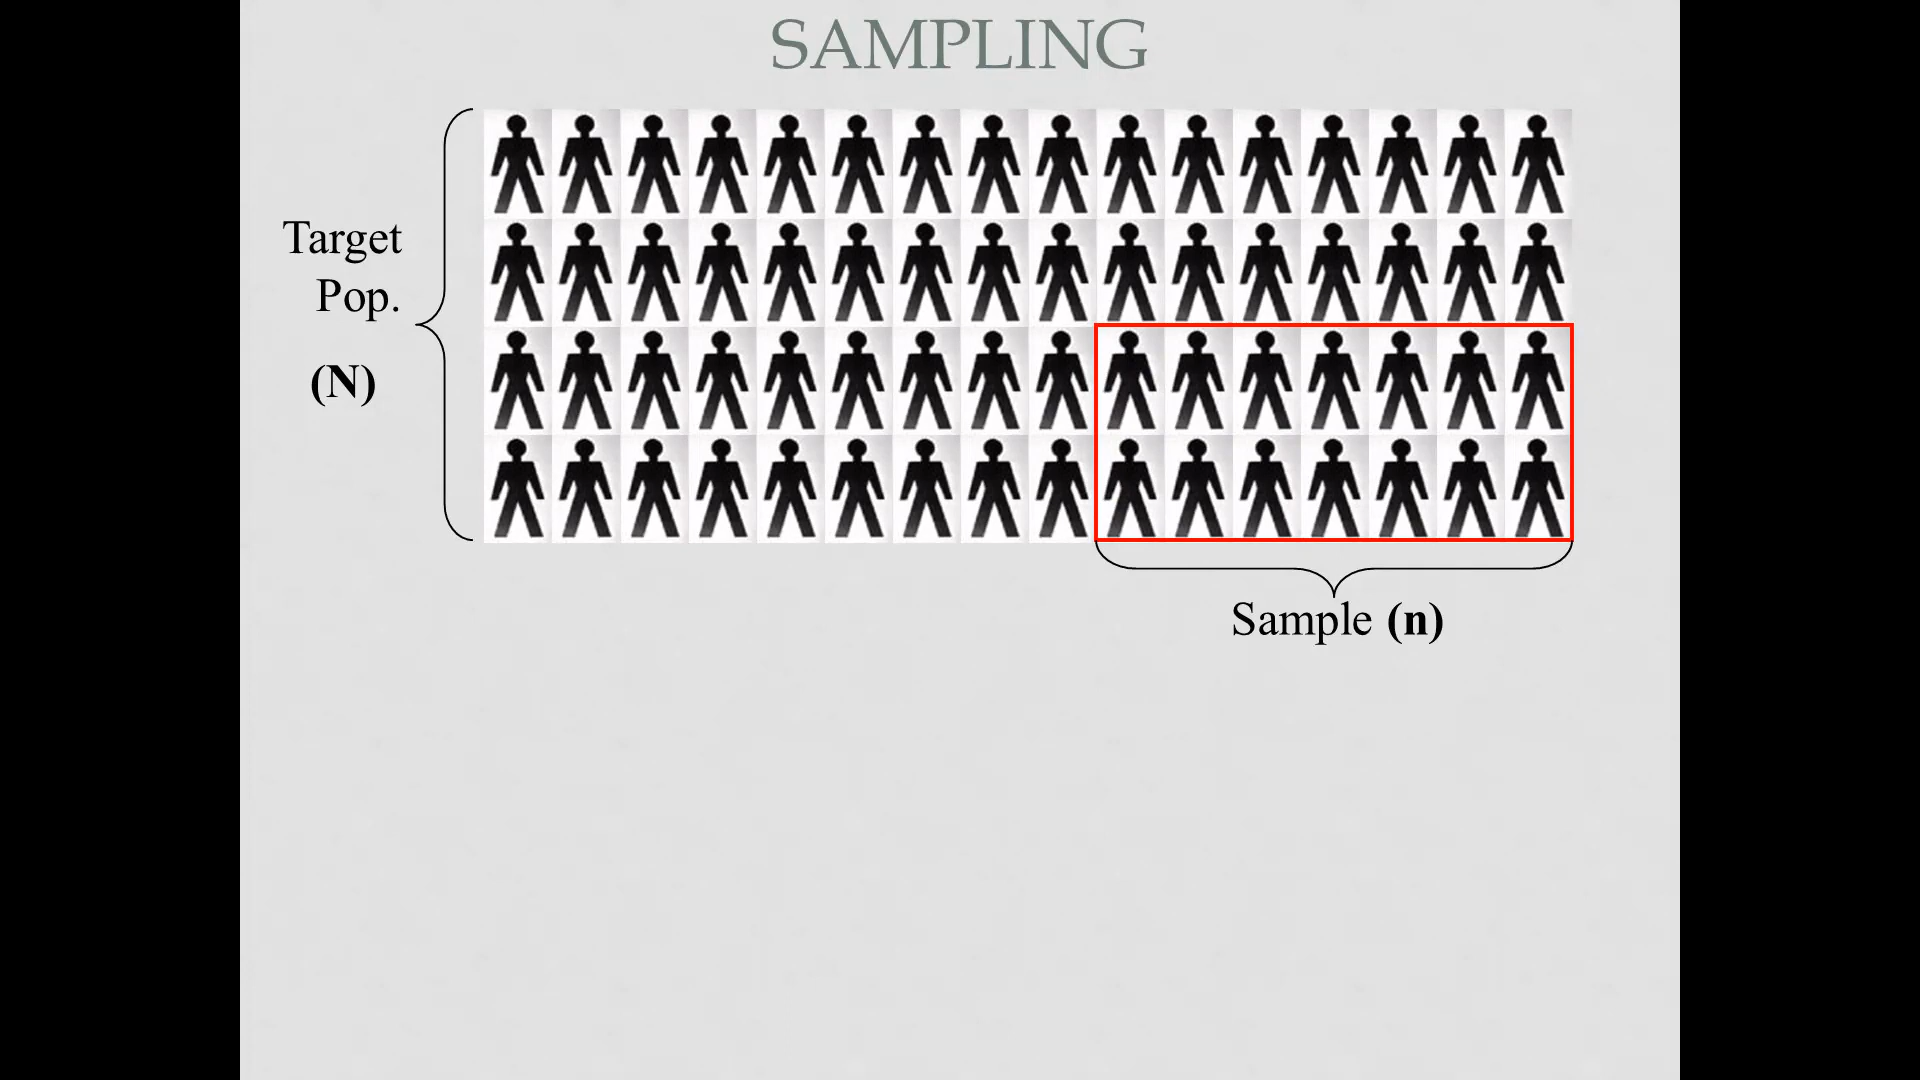 SAMPLING
Target
Pop.
(N)
Sample (n)